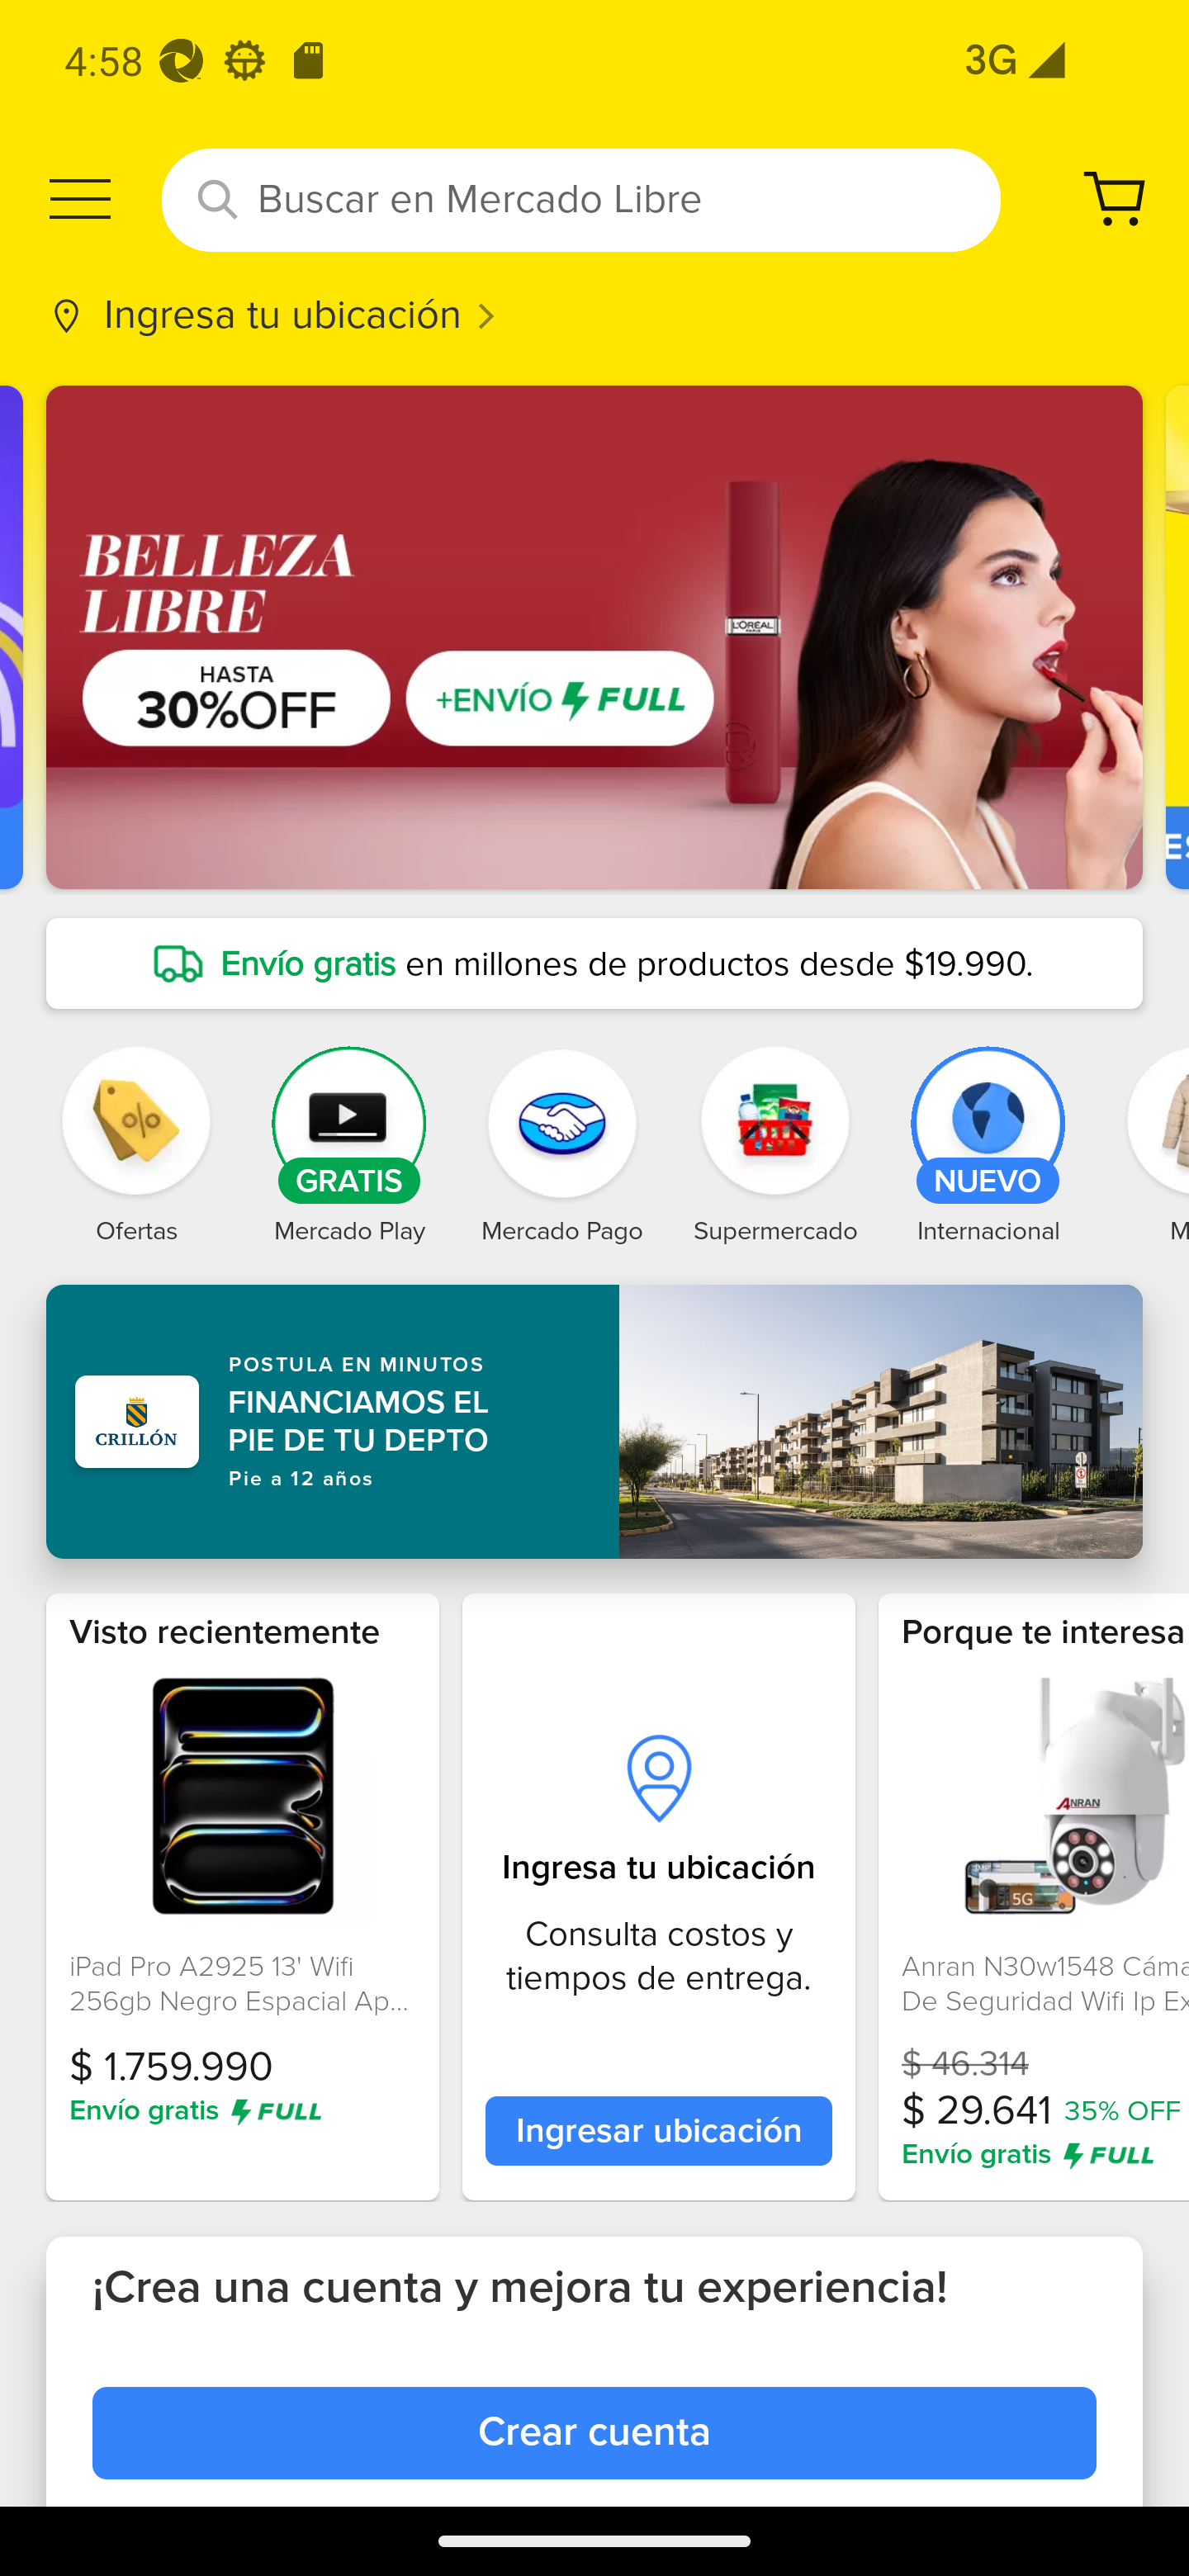 4:58
3G
Buscar en Mercado Libre
Ingresa tu ubicación
BELLEZA
LIBRE
HASTA
30%OFF
+ENVÍO FULL
L'ORÉAL
PARIS
Envío gratis en millones de productos desde $19.990.
GRATIS
NUEVO
Ofertas
Mercado Play
Mercado Pago
Supermercado
Internacional
M
CRILLÓN
POSTULA EN MINUTOS
FINANCIAMOS EL
PIE DE TU DEPTO
Pie a 12 años
Visto recientemente
iPad Pro A2925 13' Wifi
256gb Negro Espacial Ap...
$ 1.759.990
Envío gratis FULL
Ingresa tu ubicación
Consulta costos y
tiempos de entrega.
Ingresar ubicación
Porque te interesa
ANRAN
5G
Anran N30w1548 Cáma
De Seguridad Wifi Ip Ex
$ 46.314
$ 29.641 35% OFF
Envío gratis FULL
¡Crea una cuenta y mejora tu experiencia!
Crear cuenta